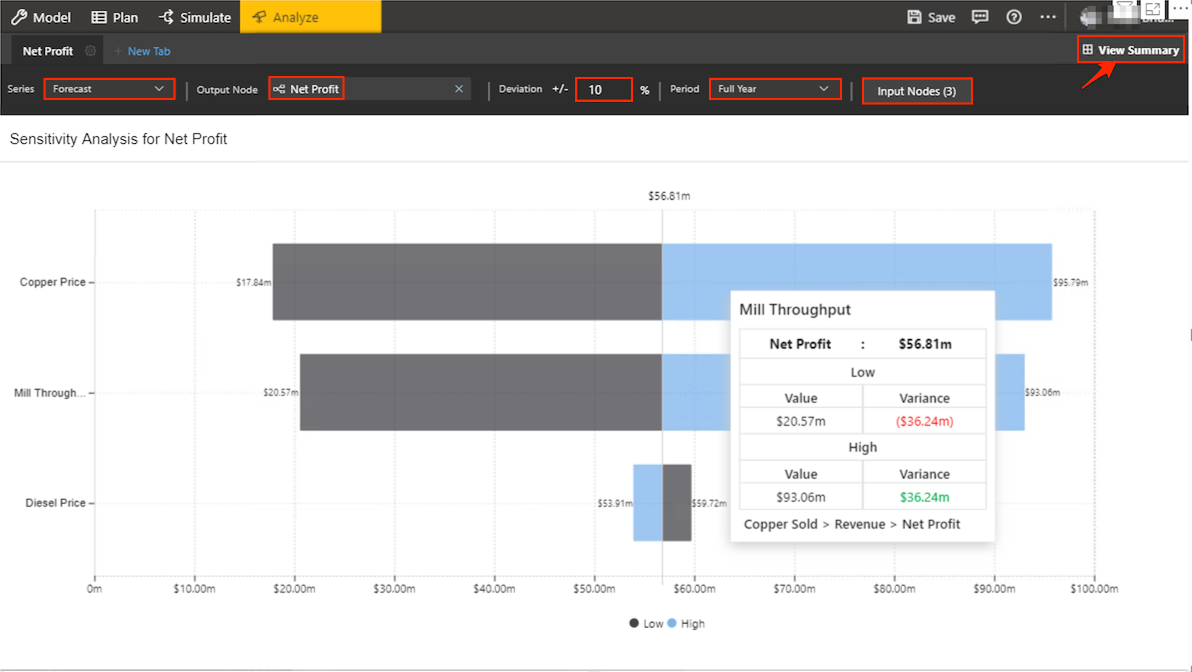 Model Plan Simulate Analyze Save
Net Profit + New Tab View Summary
Series Forecast Output Node Net Profit × Deviation +/- 10 % Period Full Year Input Nodes (3)
Sensitivity Analysis for Net Profit
$56.81m
Copper Price $17.84m $95.79m
Mill Through... $20.57m $93.06m
Diesel Price $53.91m $59.72m
Mill Throughput
Net Profit : $56.81m
Low
Value Variance
$20.57m ($36.24m)
High
Value Variance
$93.06m $36.24m
Copper Sold > Revenue > Net Profit
0m $10.00m $20.00m $30.00m $40.00m $50.00m $60.00m $70.00m $80.00m $90.00m $100.00m
Low High